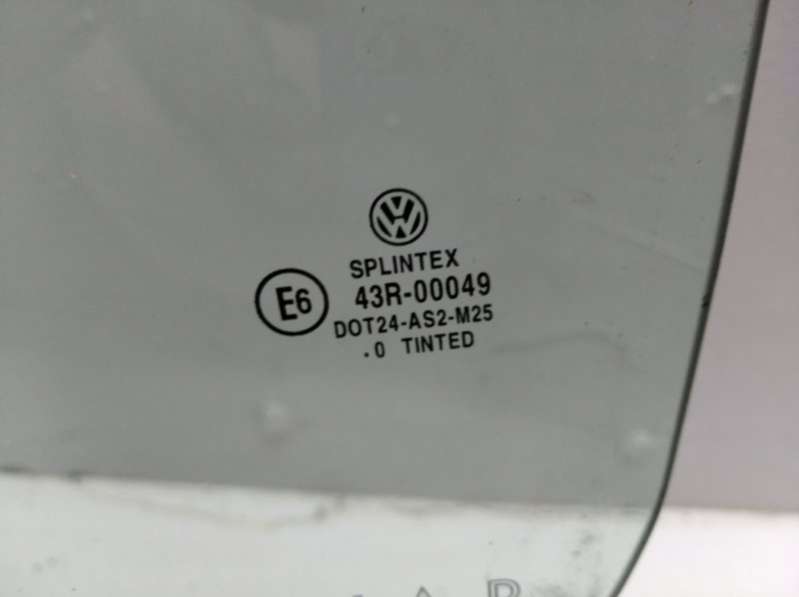 SPLINTEX
E6 43R-00049
DOT24-AS2-M25
.0 TINTED